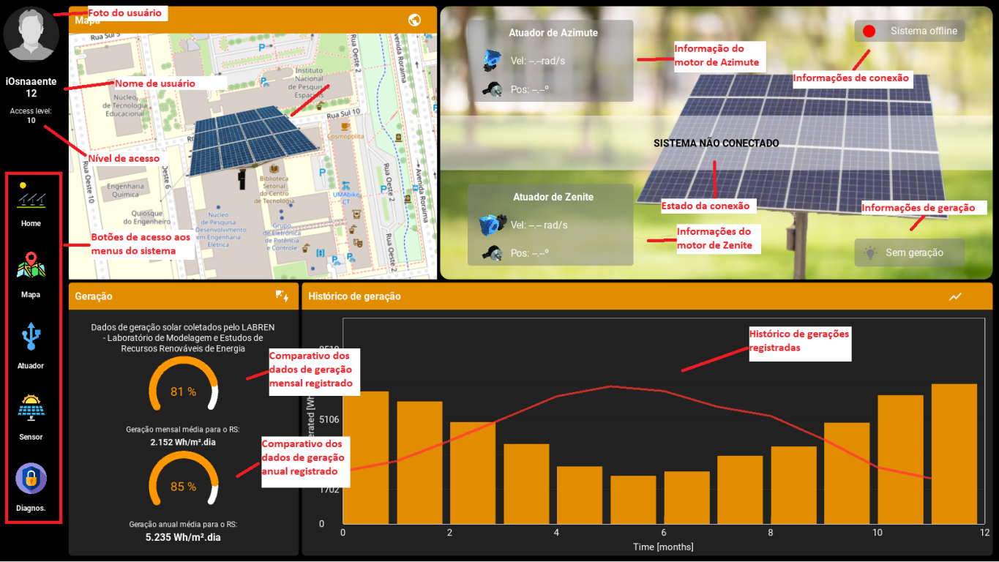 Foto do usuário
Mapa
iOsnaaente
12
Nome de usuário
Access level:
10
Nível de acesso
Home
Botões de acesso aos
menus do sistema
Mapa
Atuador
Sensor
Diagnos.
Rua Sul 5
Rua Oeste 2
Avenida Roraima
Instituto
Nacional
de Pesquisa
Espaciais
Núcleo
de Tecnologia
Educacional
Rua Sul 10
Cosmopolita
Rua Oeste 10
Rua Oeste 6
Engenharia
Química
Biblioteca
Setorial
do Centro
de Tecnologia
UMAbike
CT
Quiosque
do Engenheiro
Núcleo
de Pesquisa
Desenvolvimento
em Engenharia
Elétrica
Grupo
de Eletrônica
de Potência
e Controle
Rua Oeste 2
Rua Oeste 2
Avenida Roraima
Atuador de Azimute
Vel: --.--rad/s
Pos: --.--º
Informação do
motor de Azimute
Sistema offline
Informações de conexão
SISTEMA NÃO CONECTADO
Estado da conexão
Atuador de Zenite
Vel: --.-- rad/s
Pos: --.--º
Informações do
motor de Zenite
Informações de geração
Sem geração
Geração
Dados de geração solar coletados pelo LABREN
- Laboratório de Modelagem e Estudos de
Recursos Renováveis de Energia
81 %
Comparativo dos
dados de geração
mensal registrado
Geração mensal média para o RS:
2.152 Wh/m².dia
85 %
Comparativo dos
dados de geração
anual registrado
Geração anual média para o RS:
5.235 Wh/m².dia
Histórico de geração
Histórico de gerações
registradas
5106
1702
0
0 2 4 6 8 10 12
Time [months]